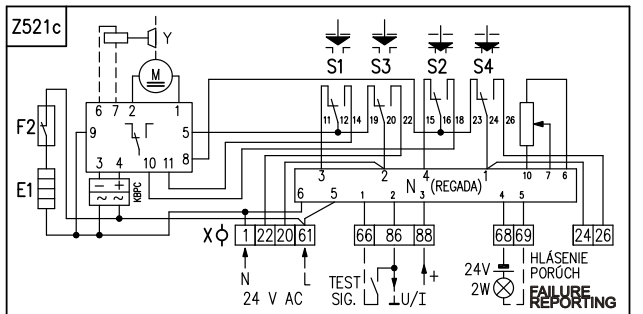 Z521c
Y
M
S1 S3 S2 S4
6 7 2 1
F2
9 5
8
3 4 10 11
11 12 14 19 20 22 15 16 18 23 24 26
10 7 6
E1
− +
~ ~
KBPC
3 2 4 1
N (REGADA)
6 5 1 2 3 4 5
X 1 22 20 61 66 86 88 68 69 24 26
N L
24 V AC
TEST
SIG.
⊥U/I
+
24V
2W
HLÁSENIE
PORÚCH
FAILURE
REPORTING